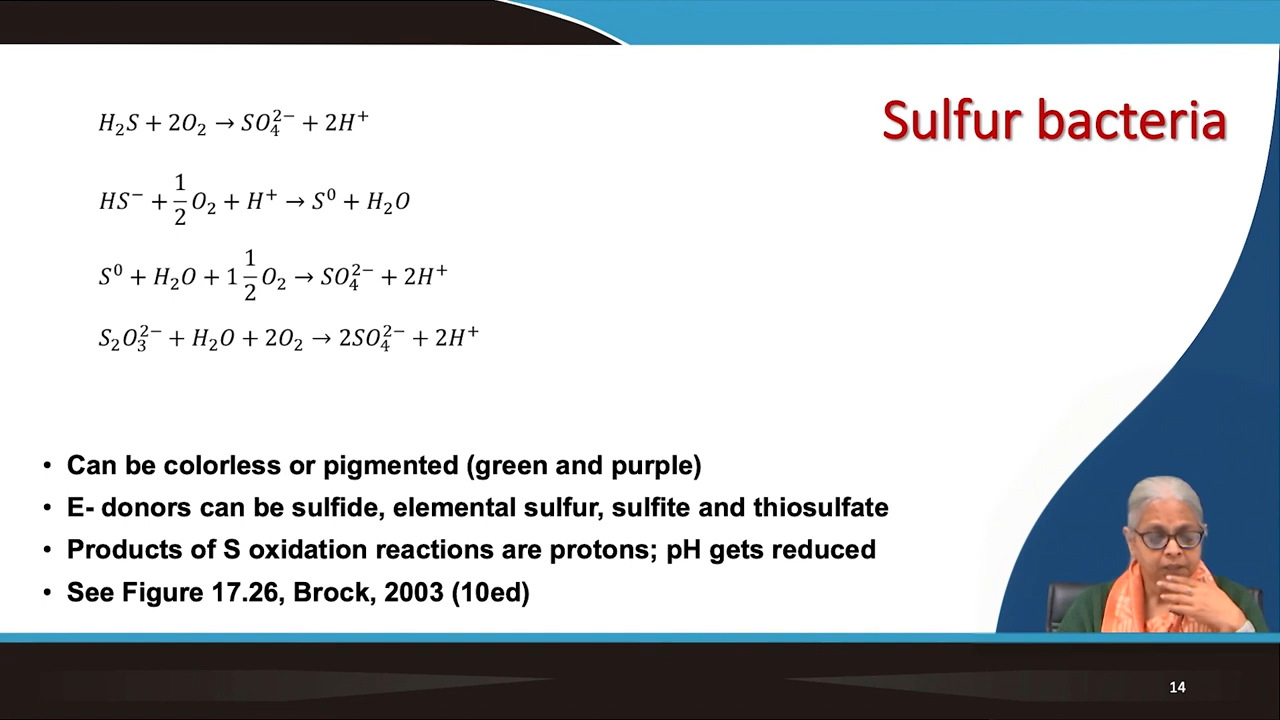 Sulfur bacteria
H₂S + 2O₂ → SO₄²⁻ + 2H⁺
HS⁻ + 1/2 O₂ + H⁺ → S⁰ + H₂O
S⁰ + H₂O + 1 1/2 O₂ → SO₄²⁻ + 2H⁺
S₂O₃²⁻ + H₂O + 2O₂ → 2SO₄²⁻ + 2H⁺
• Can be colorless or pigmented (green and purple)
• E- donors can be sulfide, elemental sulfur, sulfite and thiosulfate
• Products of S oxidation reactions are protons; pH gets reduced
• See Figure 17.26, Brock, 2003 (10ed)
14